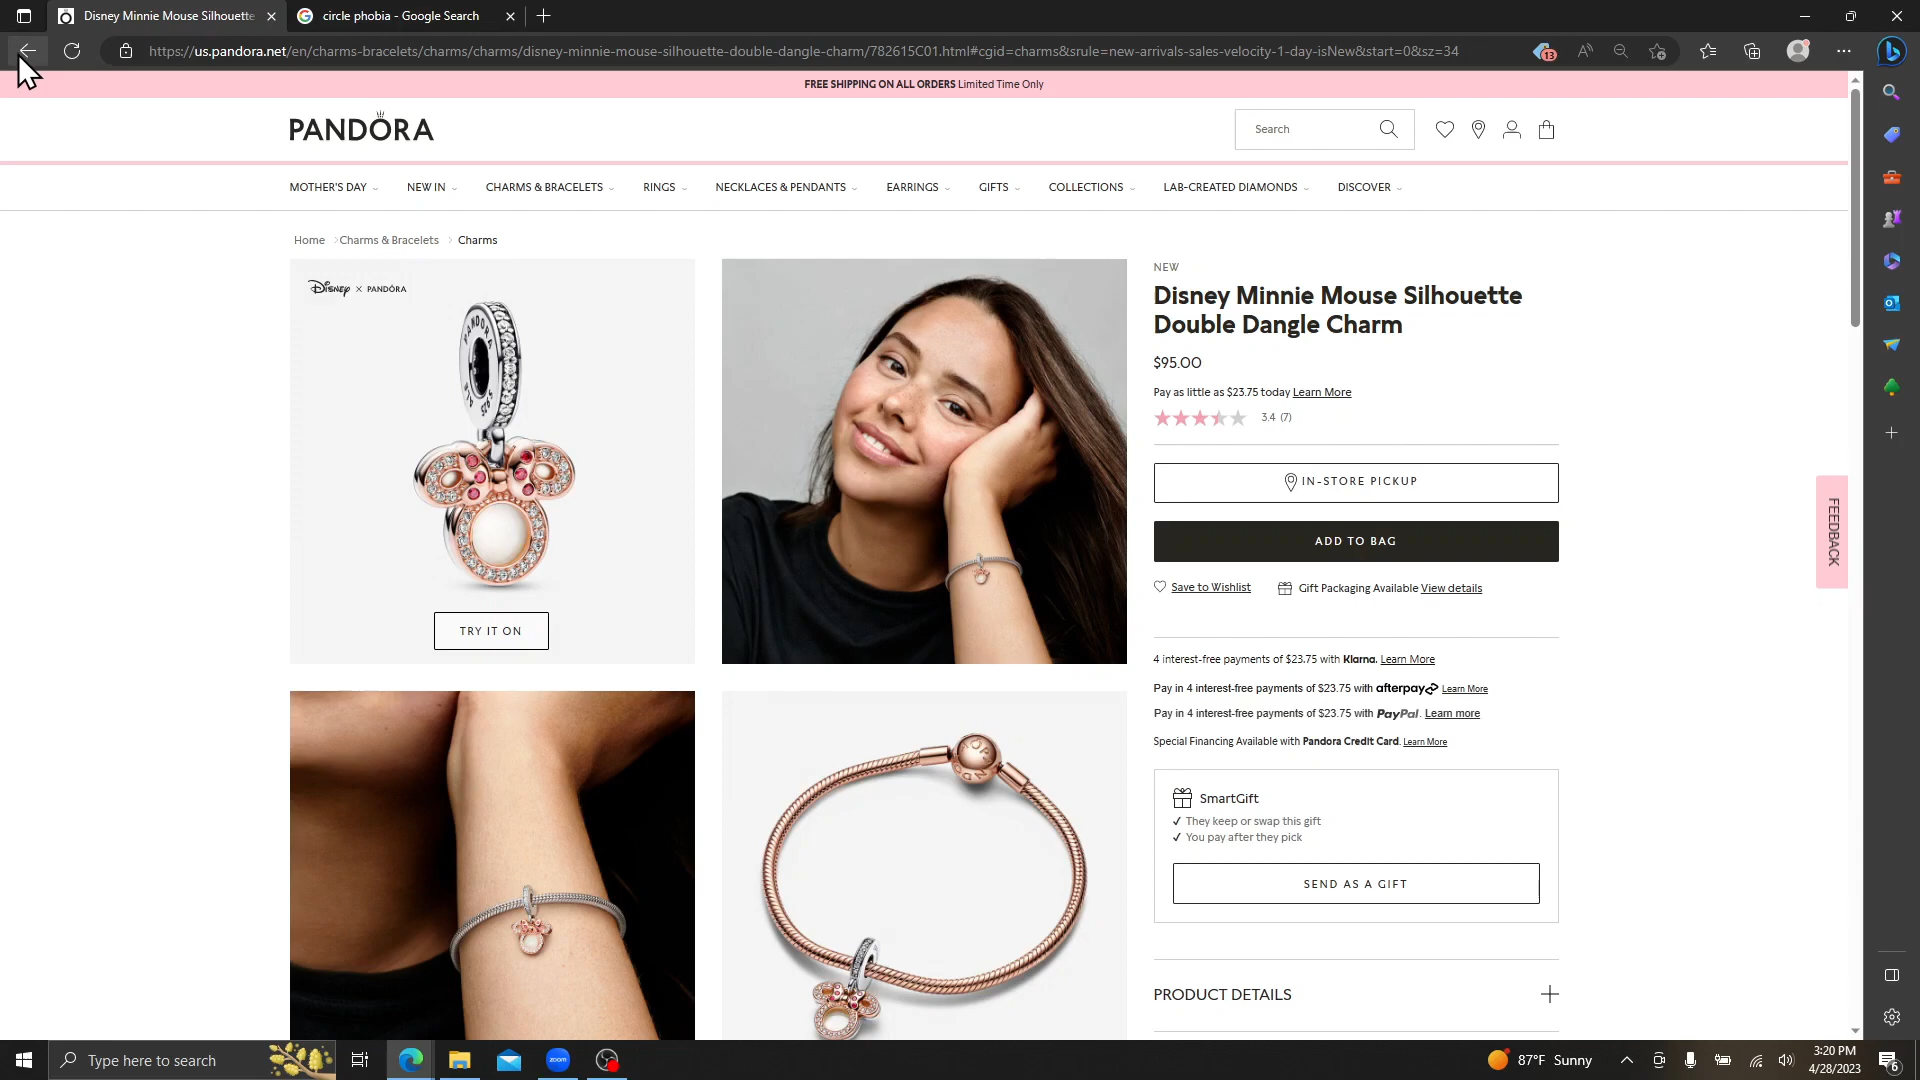 Disney Minnie Mouse Silhouette
circle phobia - Google Search
https://us.pandora.net/en/charms-bracelets/charms/charms/disney-minnie-mouse-silhouette-double-dangle-charm/782615C01.html#cgid=charms&srule=new-arrivals-sales-velocity-1-day-isNew&start=0&sz=34
13
FREE SHIPPING ON ALL ORDERS Limited Time Only
PANDORA
Search
MOTHER'S DAY NEW IN CHARMS & BRACELETS RINGS NECKLACES & PENDANTS EARRINGS GIFTS COLLECTIONS LAB-CREATED DIAMONDS DISCOVER
Home > Charms & Bracelets > Charms
Disney × PANDORA
PANDORA
TRY IT ON
NEW
Disney Minnie Mouse Silhouette
Double Dangle Charm
$95.00
Pay as little as $23.75 today Learn More
3.4 (7)
IN-STORE PICKUP
ADD TO BAG
Save to Wishlist Gift Packaging Available View details
FEEDBACK
4 interest-free payments of $23.75 with Klarna. Learn More
Pay in 4 interest-free payments of $23.75 with afterpay Learn More
Pay in 4 interest-free payments of $23.75 with PayPal. Learn more
Special Financing Available with Pandora Credit Card. Learn More
SmartGift
✓ They keep or swap this gift
✓ You pay after they pick
SEND AS A GIFT
PRODUCT DETAILS
Type here to search
zoom
87°F Sunny
3:20 PM
4/28/2023
6